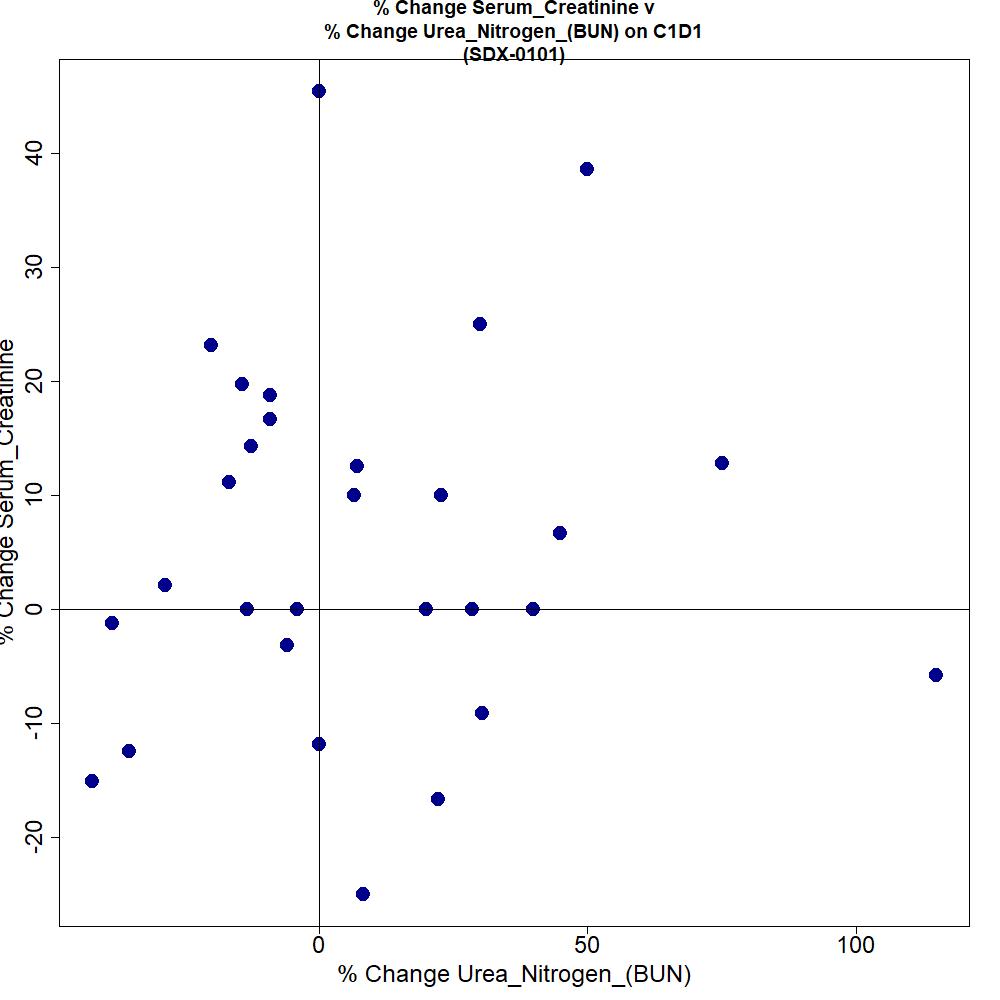 % Change Serum_Creatinine v
% Change Urea_Nitrogen_(BUN) on C1D1
(SDX-0101)
% Change Serum_Creatinine
40
30
20
10
0
-10
-20
0
50
100
% Change Urea_Nitrogen_(BUN)